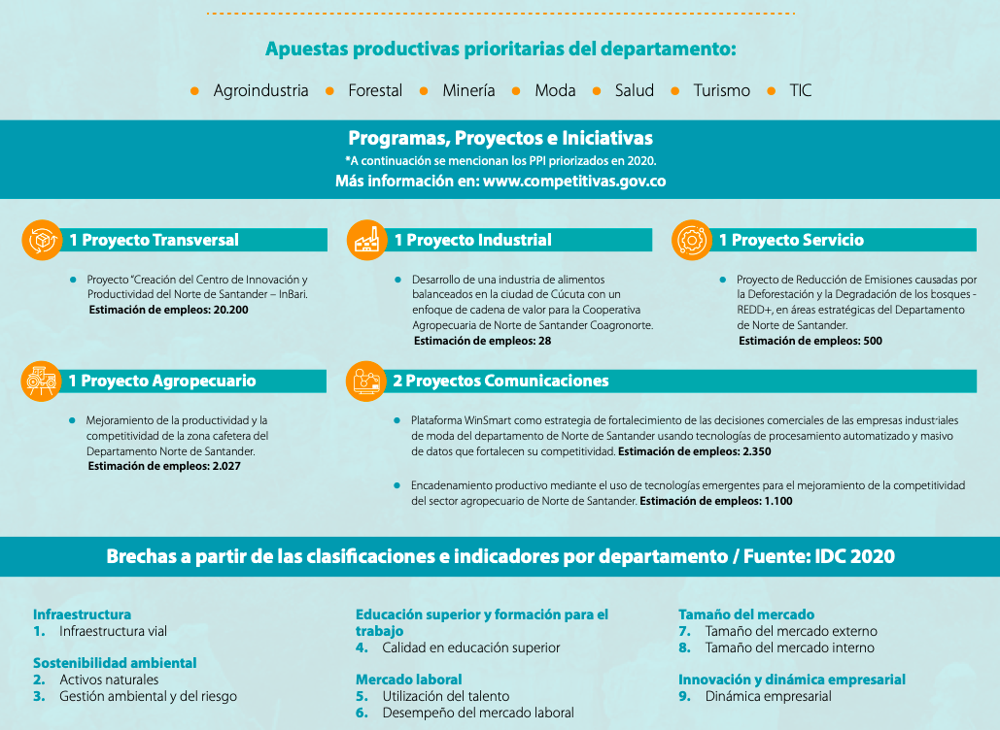 Apuestas productivas prioritarias del departamento:
• Agroindustria • Forestal • Minería • Moda • Salud • Turismo • TIC
Programas, Proyectos e Iniciativas
*A continuación se mencionan los PPI priorizados en 2020.
Más información en: www.competitivas.gov.co
1 Proyecto Transversal
• Proyecto “Creación del Centro de Innovación y
Productividad del Norte de Santander – InBari.
Estimación de empleos: 20.200
1 Proyecto Industrial
• Desarrollo de una industria de alimentos
balanceados en la ciudad de Cúcuta con un
enfoque de cadena de valor para la Cooperativa
Agropecuaria de Norte de Santander Coagronorte.
Estimación de empleos: 28
1 Proyecto Servicio
• Proyecto de Reducción de Emisiones causadas por
la Deforestación y la Degradación de los bosques -
REDD+, en áreas estratégicas del Departamento
de Norte de Santander.
Estimación de empleos: 500
1 Proyecto Agropecuario
• Mejoramiento de la productividad y la
competitividad de la zona cafetera del
Departamento Norte de Santander.
Estimación de empleos: 2.027
2 Proyectos Comunicaciones
• Plataforma WinSmart como estrategia de fortalecimiento de las decisiones comerciales de las empresas industriales
de moda del departamento de Norte de Santander usando tecnologías de procesamiento automatizado y masivo
de datos que fortalecen su competitividad. Estimación de empleos: 2.350
• Encadenamiento productivo mediante el uso de tecnologías emergentes para el mejoramiento de la competitividad
del sector agropecuario de Norte de Santander. Estimación de empleos: 1.100
Brechas a partir de las clasificaciones e indicadores por departamento / Fuente: IDC 2020
Infraestructura
1. Infraestructura vial
Sostenibilidad ambiental
2. Activos naturales
3. Gestión ambiental y del riesgo
Educación superior y formación para el
trabajo
4. Calidad en educación superior
Mercado laboral
5. Utilización del talento
6. Desempeño del mercado laboral
Tamaño del mercado
7. Tamaño del mercado externo
8. Tamaño del mercado interno
Innovación y dinámica empresarial
9. Dinámica empresarial